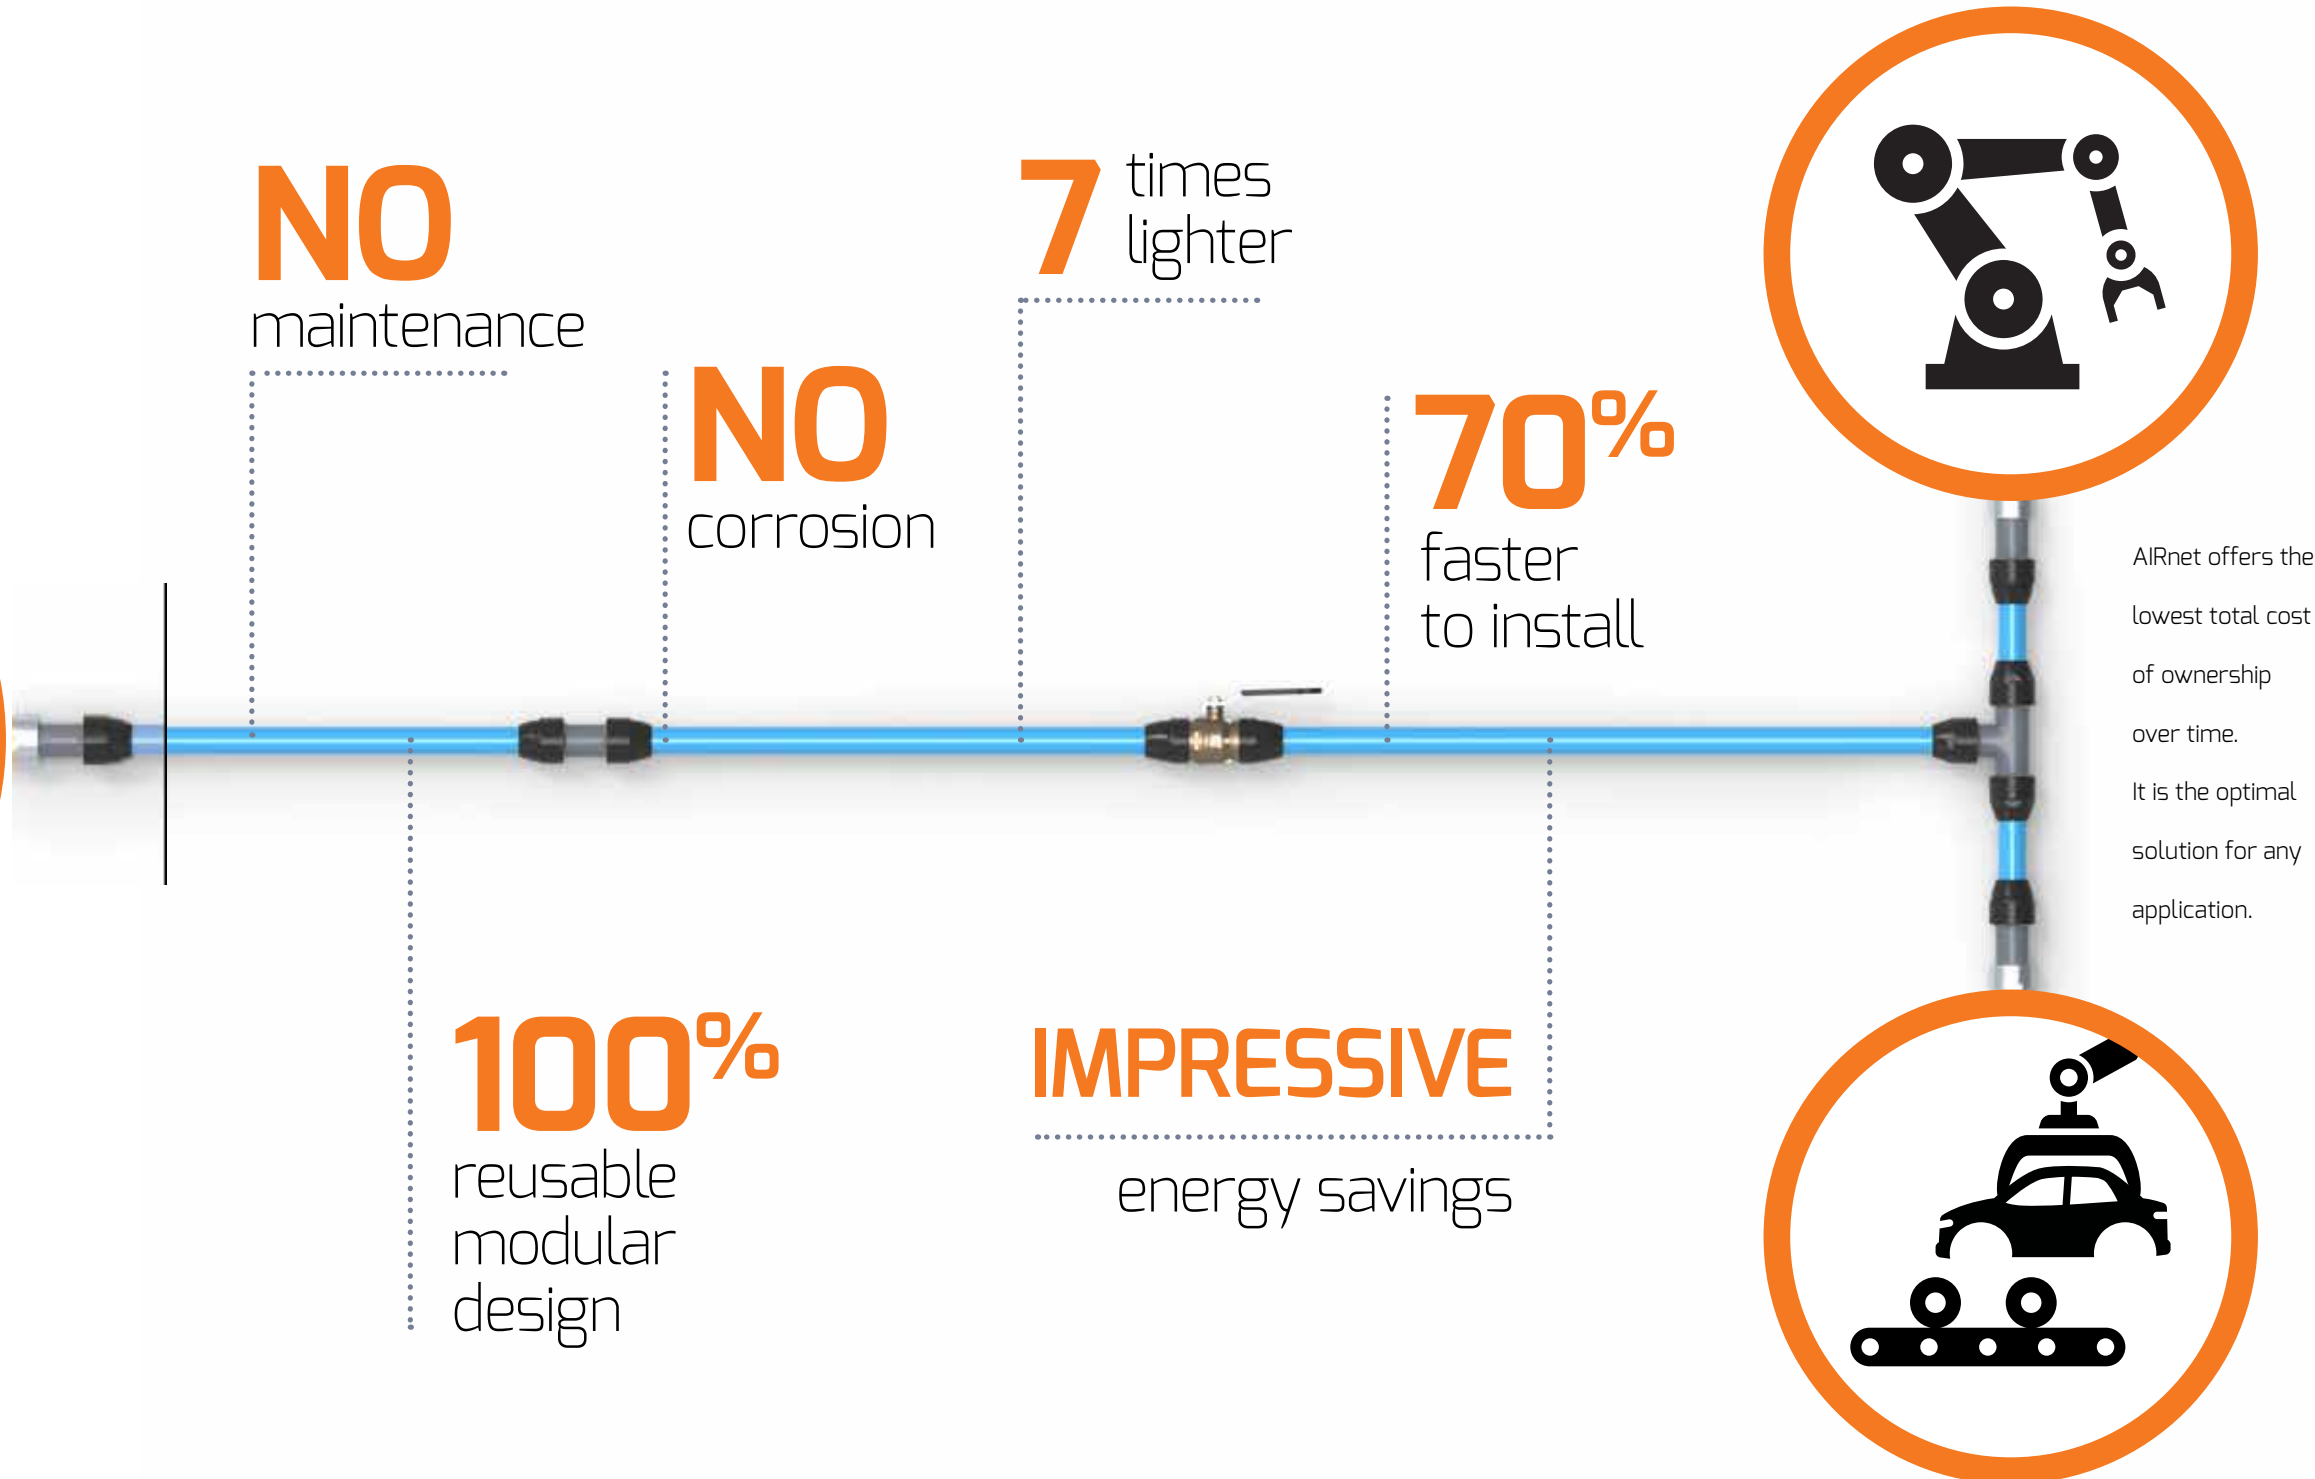 NO
maintenance
NO
corrosion
7 times
lighter
70%
faster
to install
100%
reusable
modular
design
IMPRESSIVE
energy savings
AIRnet offers the
lowest total cost
of ownership
over time.
It is the optimal
solution for any
application.